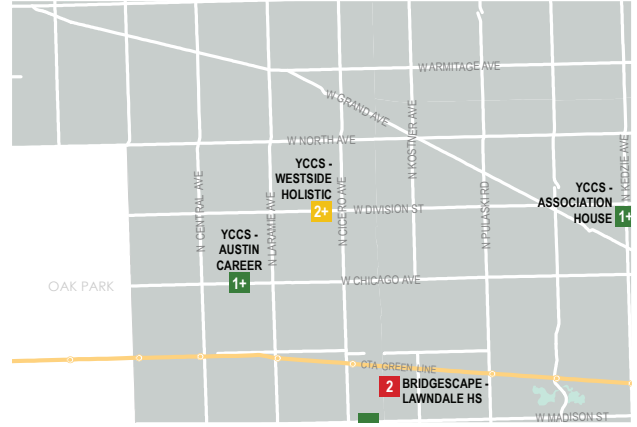 W ARMITAGE AVE
W GRAND AVE
N KOSTNER AVE
W NORTH AVE
N KEDZIE AVE
YCCS -
WESTSIDE
HOLISTIC
2+
N CENTRAL AVE
N LARAMIE AVE
N CICERO AVE
W DIVISION ST
N PULASKI RD
YCCS -
ASSOCIATION
HOUSE
1+
YCCS -
AUSTIN
CAREER
1+
W CHICAGO AVE
OAK PARK
CTA GREEN LINE
2
BRIDGESCAPE -
LAWNDALE HS
W MADISON ST